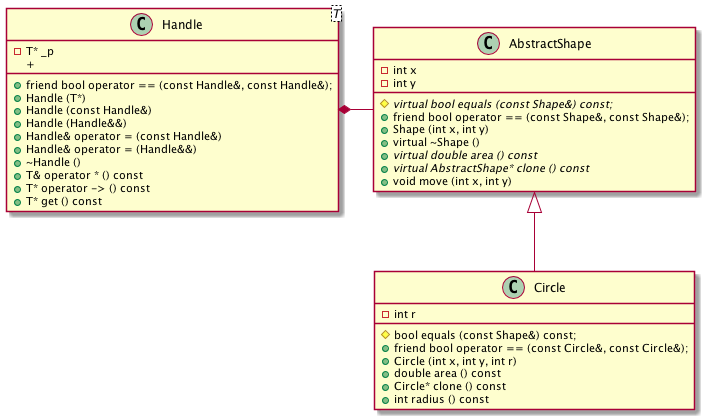 C Handle
T
T* _p
+
friend bool operator == (const Handle&, const Handle&);
Handle (T*)
Handle (const Handle&)
Handle (Handle&&)
Handle& operator = (const Handle&)
Handle& operator = (Handle&&)
~Handle ()
T& operator * () const
T* operator -> () const
T* get () const
C AbstractShape
int x
int y
virtual bool equals (const Shape&) const;
friend bool operator == (const Shape&, const Shape&);
Shape (int x, int y)
virtual ~Shape ()
virtual double area () const
virtual AbstractShape* clone () const
void move (int x, int y)
C Circle
int r
bool equals (const Shape&) const;
friend bool operator == (const Circle&, const Circle&);
Circle (int x, int y, int r)
double area () const
Circle* clone () const
int radius () const